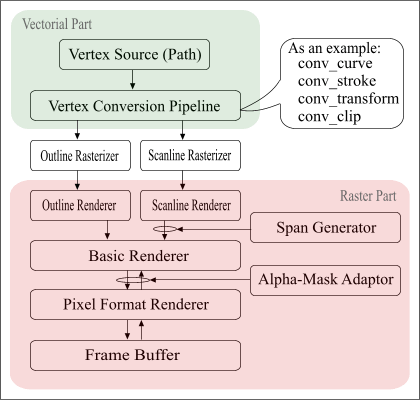 Vectorial Part
Vertex Source (Path)
As an example:
conv_curve
conv_stroke
conv_transform
conv_clip
Vertex Conversion Pipeline
Outline Rasterizer
Scanline Rasterizer
Raster Part
Outline Renderer
Scanline Renderer
Span Generator
Basic Renderer
Alpha-Mask Adaptor
Pixel Format Renderer
Frame Buffer